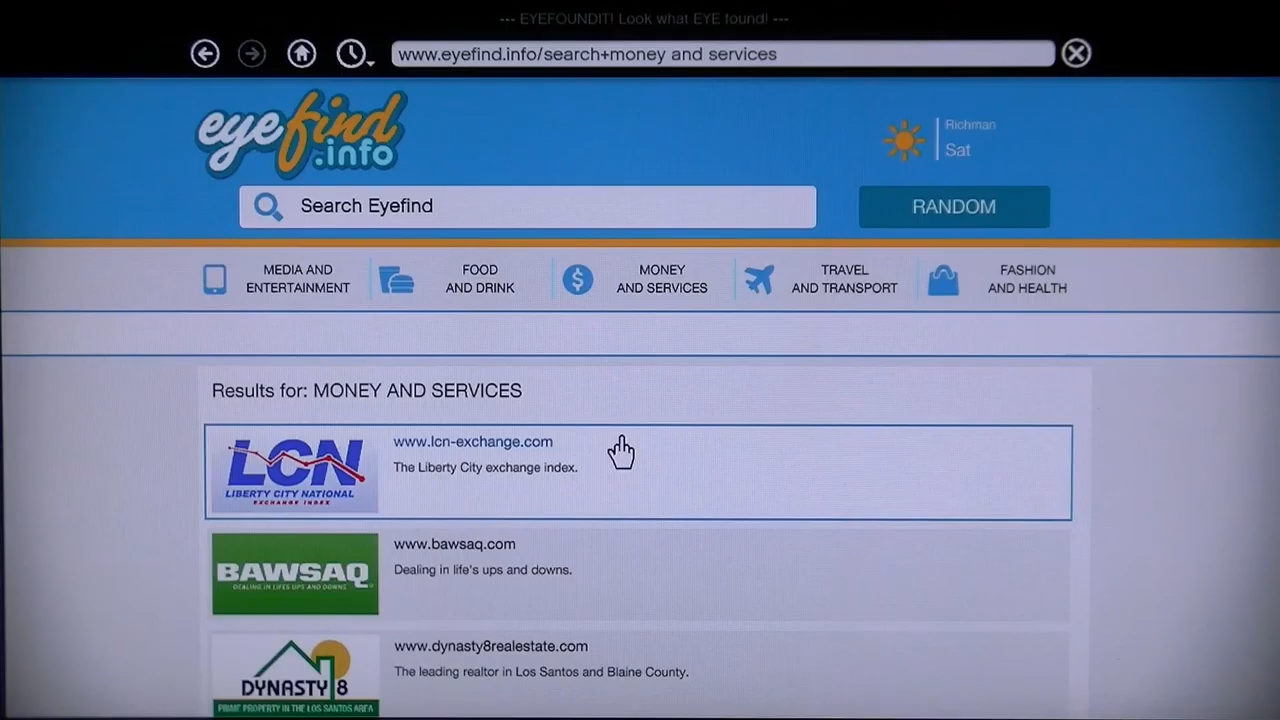 --- EYEFOUNDIT! Look what EYE found! ---
www.eyefind.info/search+money and services
eyefind
.info
Richman
Sat
Search Eyefind
RANDOM
MEDIA AND
ENTERTAINMENT
FOOD
AND DRINK
MONEY
AND SERVICES
TRAVEL
AND TRANSPORT
FASHION
AND HEALTH
Results for: MONEY AND SERVICES
LCN
LIBERTY CITY NATIONAL
EXCHANGE INDEX
www.lcn-exchange.com
The Liberty City exchange index.
BAWSAQ
DEALING IN LIFE'S UPS AND DOWNS
www.bawsaq.com
Dealing in life's ups and downs.
DYNASTY 8
PRIME PROPERTY IN THE LOS SANTOS AREA
www.dynasty8realestate.com
The leading realtor in Los Santos and Blaine County.